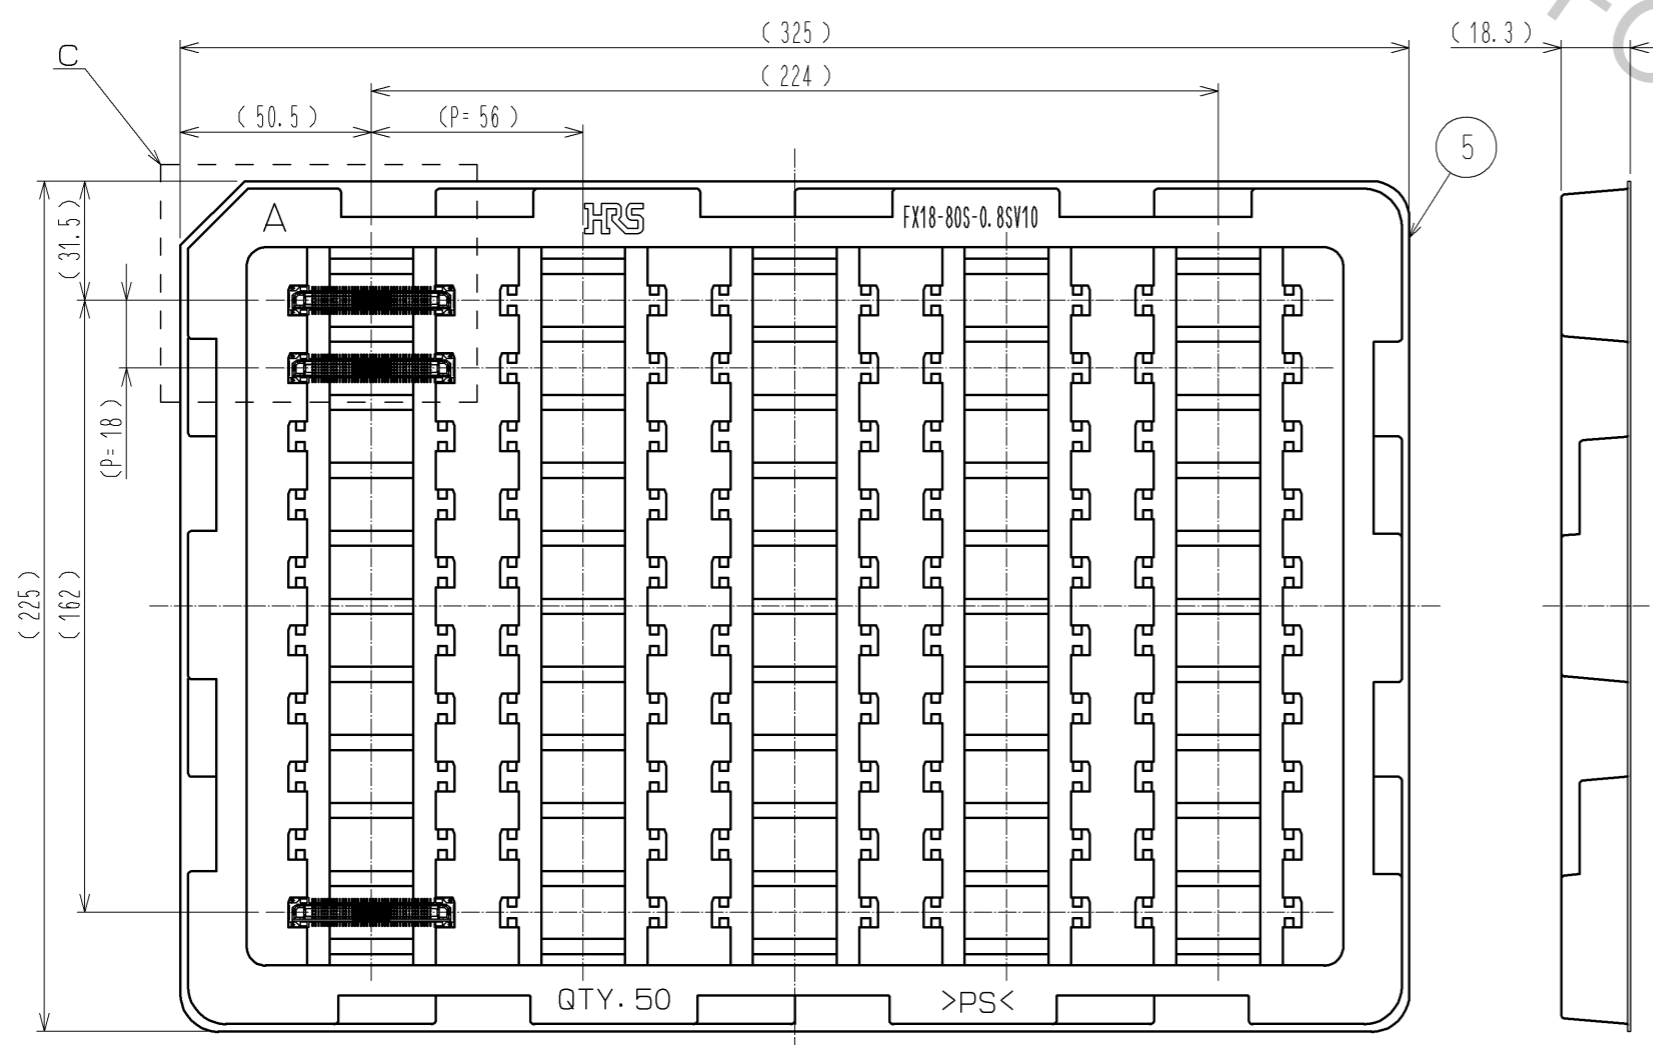 ( 325 )
( 18.3 )
C
( 224 )
( 50.5 )
(P= 56 )
5
( 31.5 )
A
HRS
FX18-80S-0.8SV10
(P= 18 )
( 225 )
( 162 )
QTY. 50
>PS<